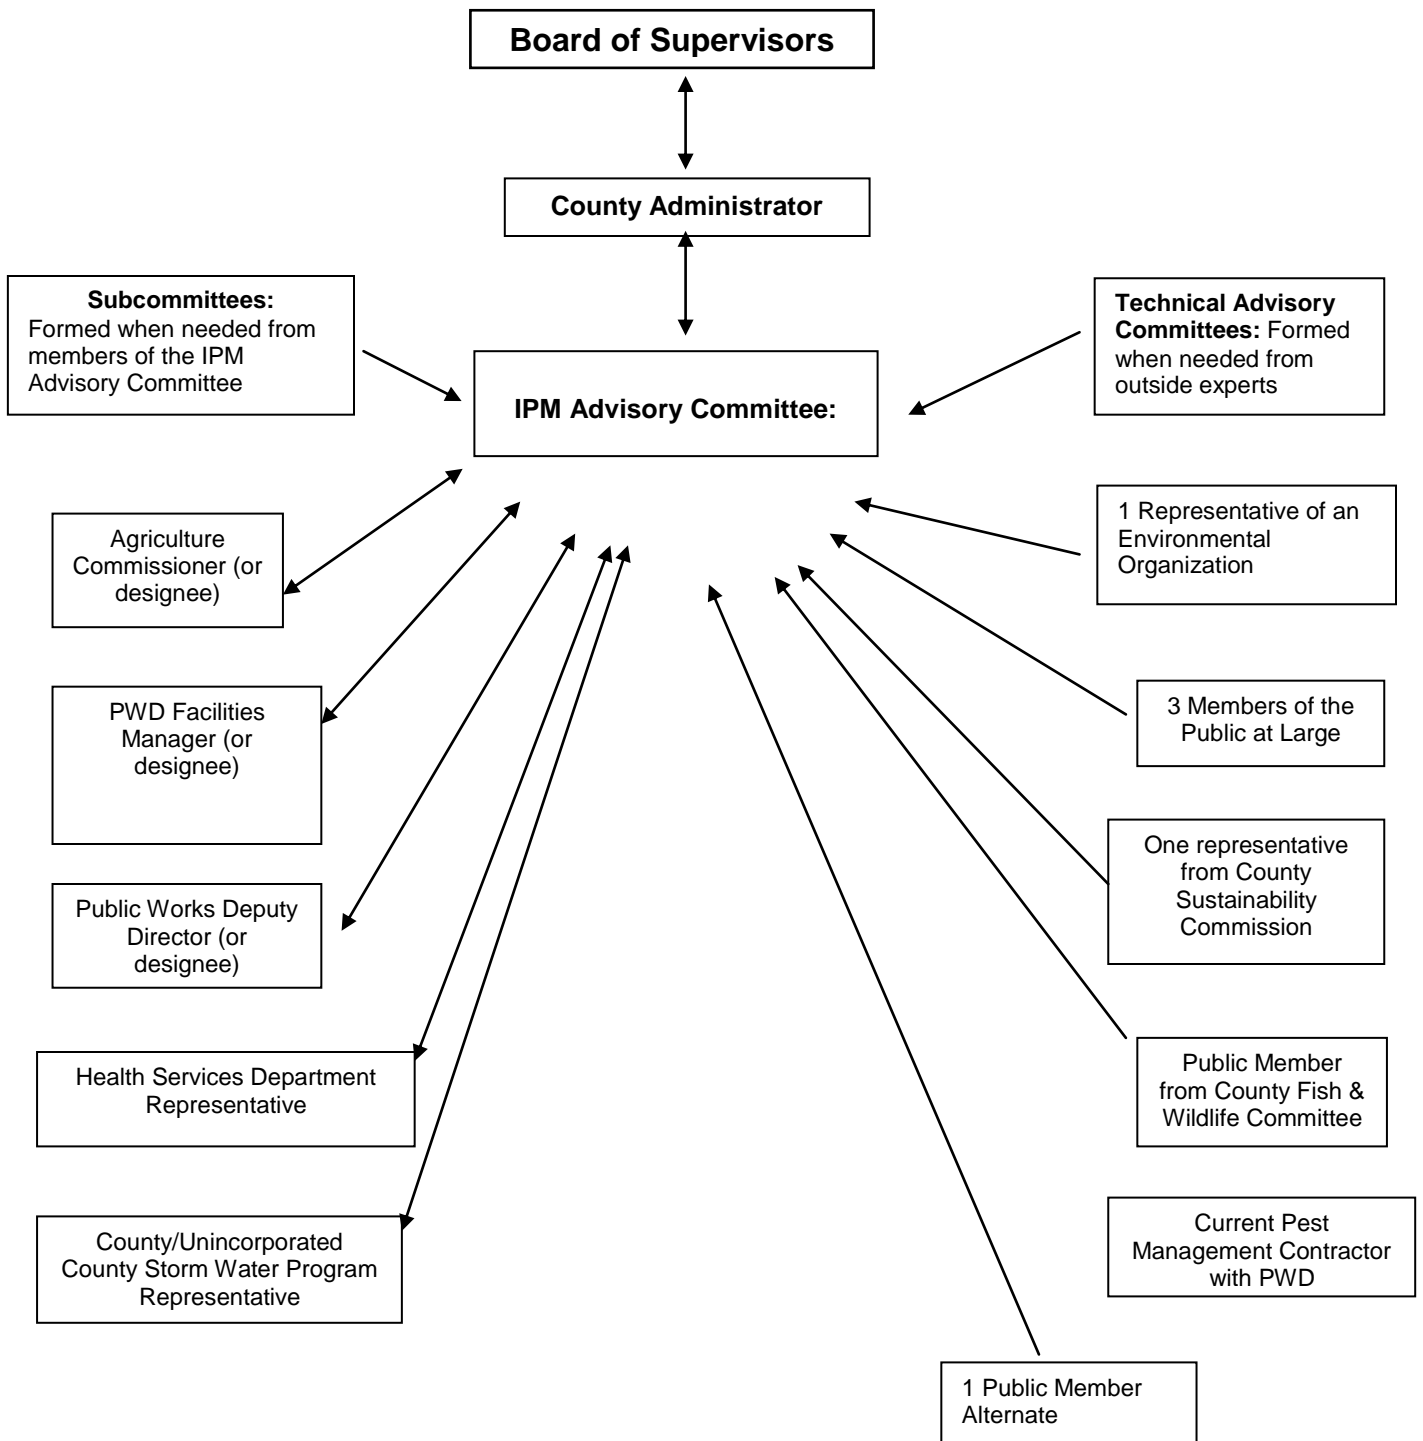 Board of Supervisors
County Administrator
Subcommittees:
Formed when needed from
members of the IPM
Advisory Committee
Technical Advisory
Committees: Formed
when needed from
outside experts
IPM Advisory Committee:
Agriculture
Commissioner (or
designee)
1 Representative of an
Environmental
Organization
PWD Facilities
Manager (or
designee)
3 Members of the
Public at Large
Public Works Deputy
Director (or
designee)
One representative
from County
Sustainability
Commission
Health Services Department
Representative
Public Member
from County Fish &
Wildlife Committee
County/Unincorporated
County Storm Water Program
Representative
Current Pest
Management Contractor
with PWD
1 Public Member
Alternate